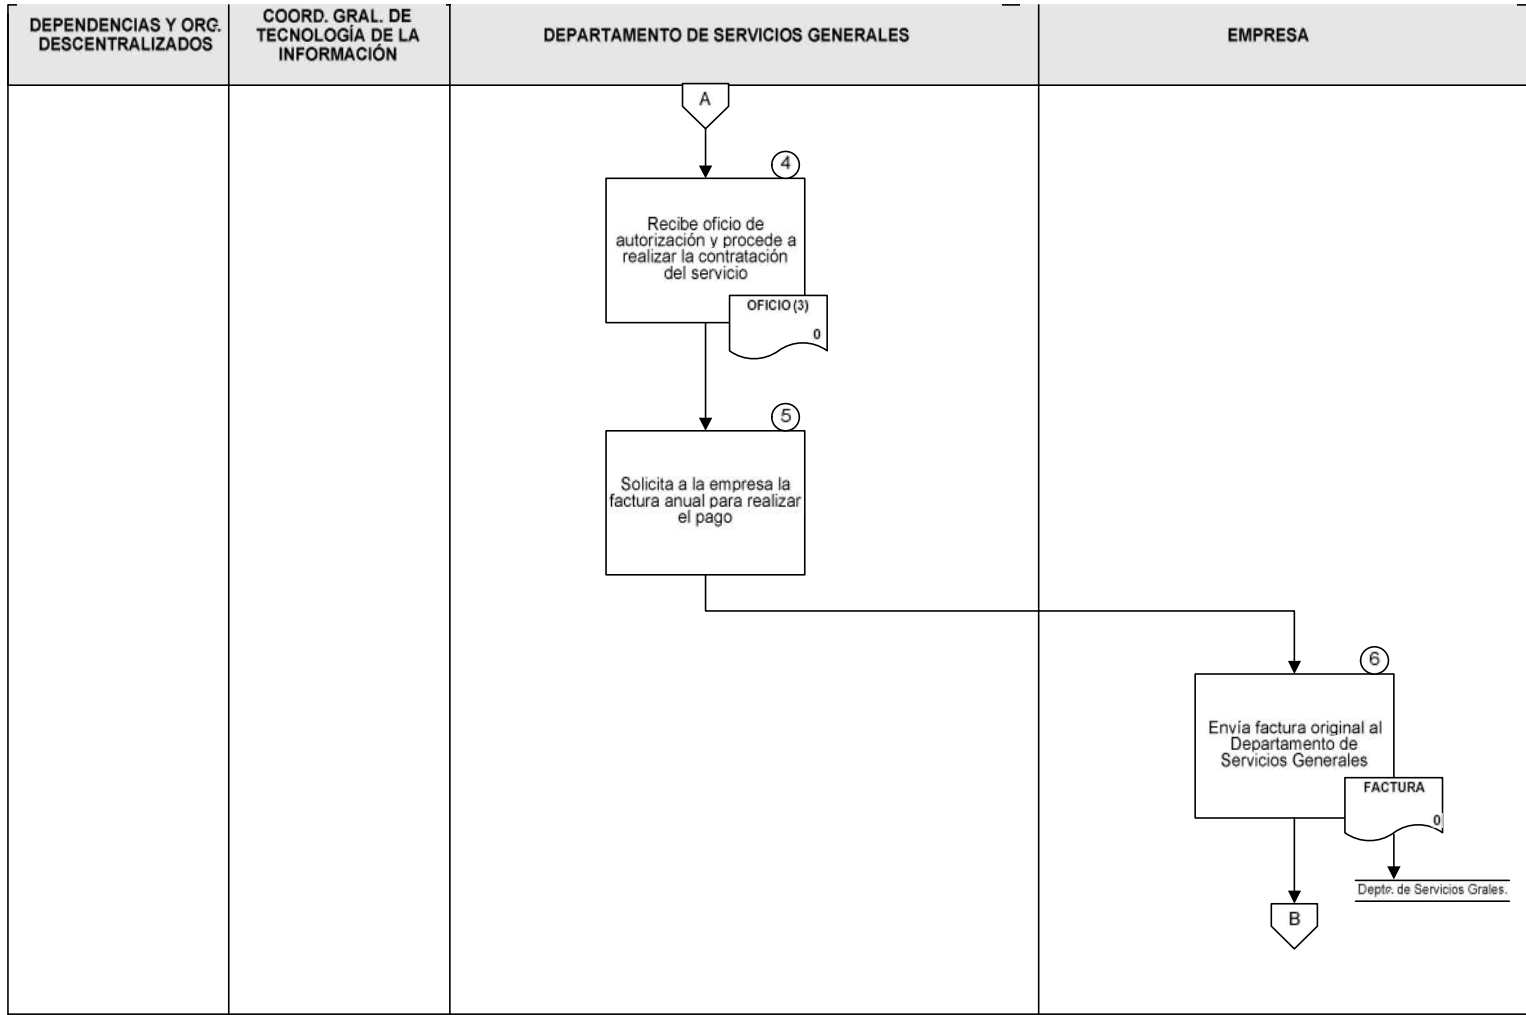 DEPENDENCIAS Y ORG.
DESCENTRALIZADOS
COORD. GRAL. DE
TECNOLOGÍA DE LA
INFORMACIÓN
DEPARTAMENTO DE SERVICIOS GENERALES
EMPRESA
A
4
Recibe oficio de
autorización y procede a
realizar la contratación
del servicio
OFICIO (3)
0
5
Solicita a la empresa la
factura anual para realizar
el pago
6
Envía factura original al
Departamento de
Servicios Generales
FACTURA
0
Depto. de Servicios Grales.
B